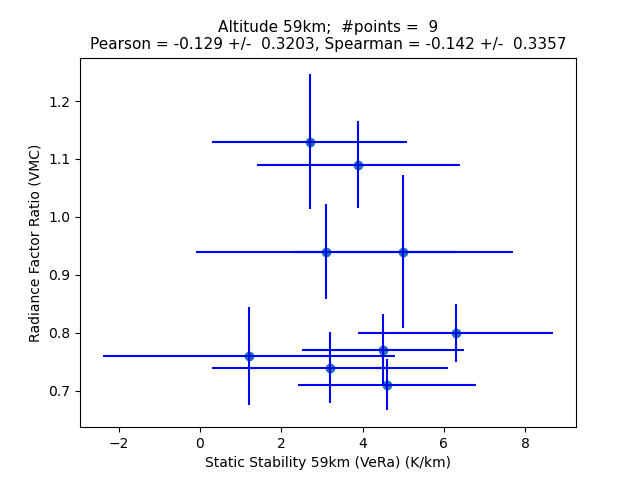 Altitude 59km;  #points =  9
Pearson = -0.129 +/-  0.3203, Spearman = -0.142 +/-  0.3357
1.2
1.1
1.0
0.9
0.8
0.7
Radiance Factor Ratio (VMC)
−2 0 2 4 6 8
Static Stability 59km (VeRa) (K/km)